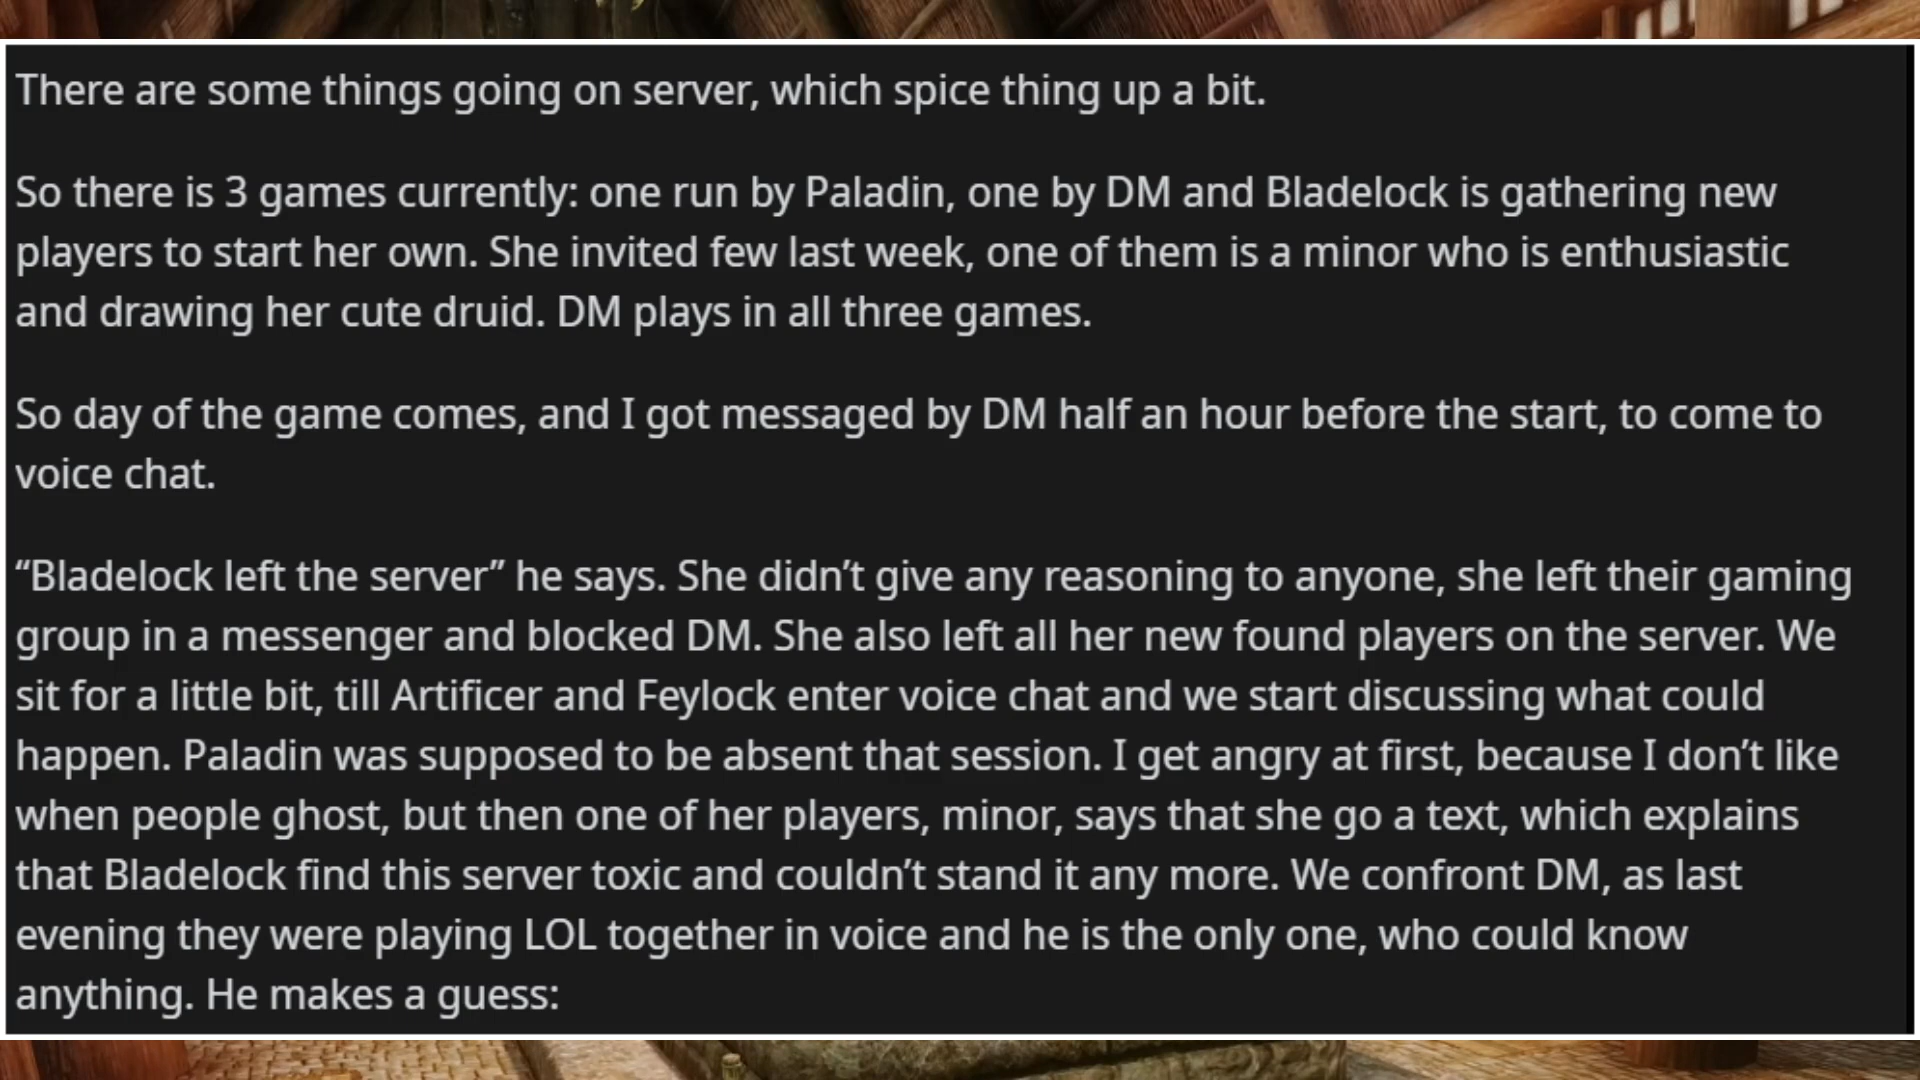 There are some things going on server, which spice thing up a bit.
So there is 3 games currently: one run by Paladin, one by DM and Bladelock is gathering new
players to start her own. She invited few last week, one of them is a minor who is enthusiastic
and drawing her cute druid. DM plays in all three games.
So day of the game comes, and I got messaged by DM half an hour before the start, to come to
voice chat.
“Bladelock left the server” he says. She didn’t give any reasoning to anyone, she left their gaming
group in a messenger and blocked DM. She also left all her new found players on the server. We
sit for a little bit, till Artificer and Feylock enter voice chat and we start discussing what could
happen. Paladin was supposed to be absent that session. I get angry at first, because I don’t like
when people ghost, but then one of her players, minor, says that she go a text, which explains
that Bladelock find this server toxic and couldn’t stand it any more. We confront DM, as last
evening they were playing LOL together in voice and he is the only one, who could know
anything. He makes a guess: